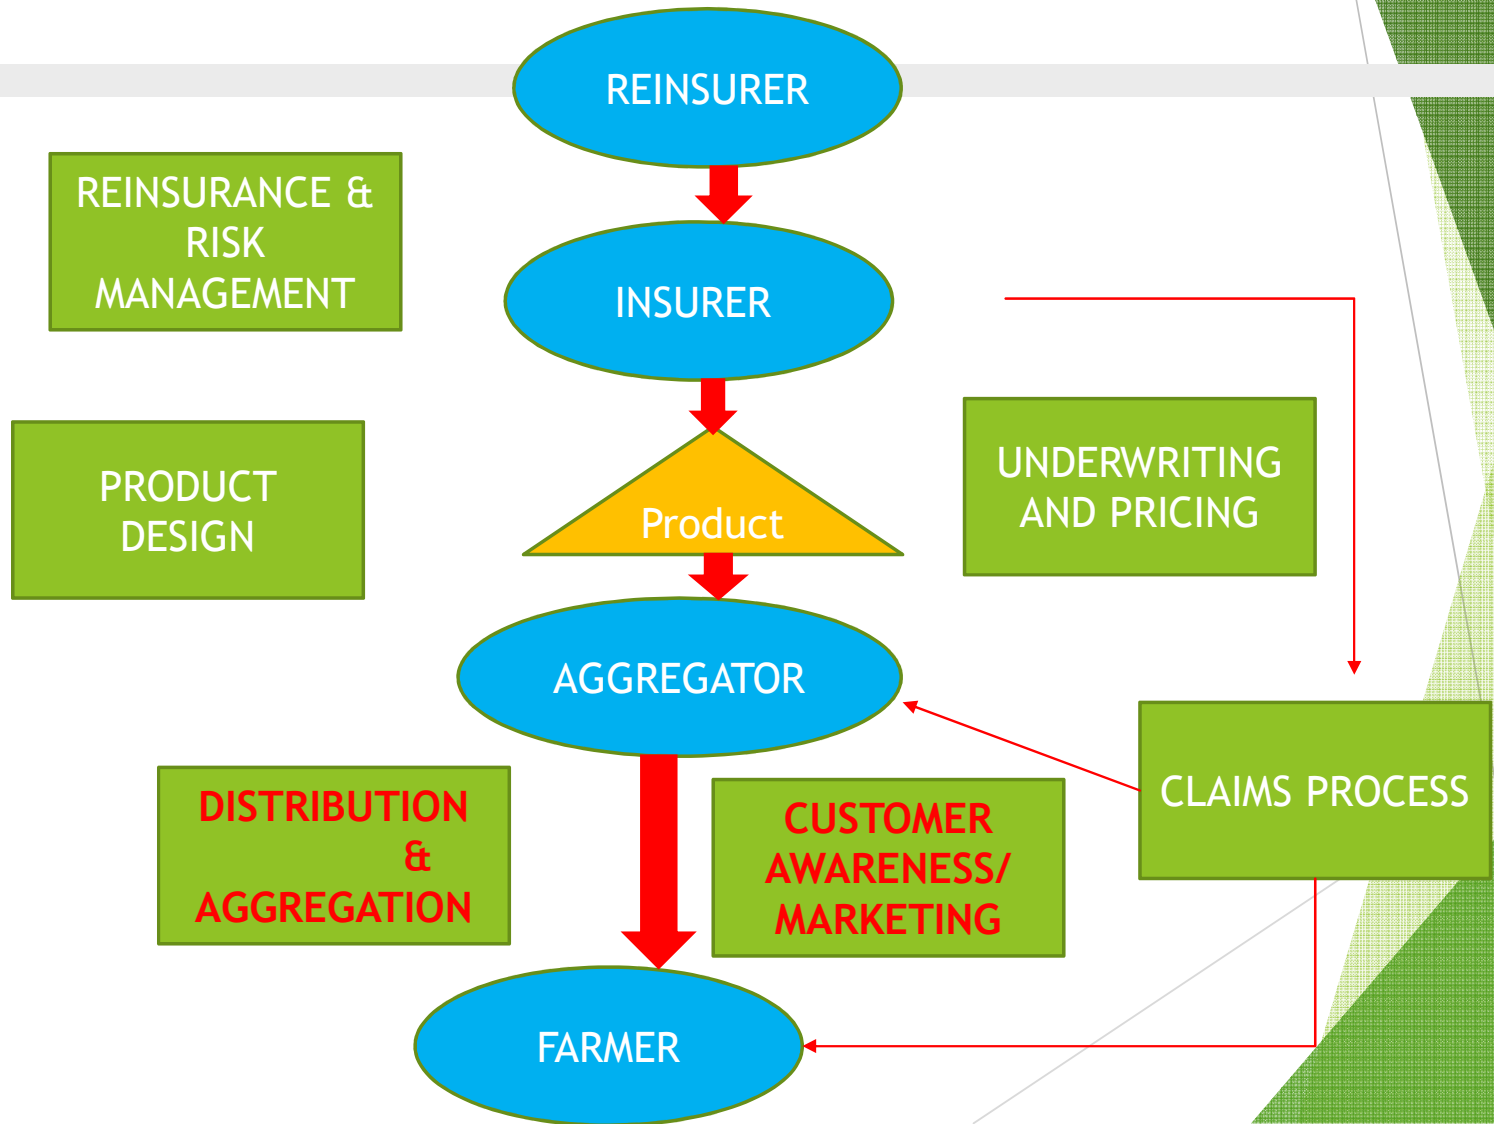 REINSURER
REINSURANCE &
RISK
MANAGEMENT
INSURER
PRODUCT
DESIGN
Product
UNDERWRITING
AND PRICING
AGGREGATOR
DISTRIBUTION
&
AGGREGATION
CUSTOMER
AWARENESS/
MARKETING
CLAIMS PROCESS
FARMER